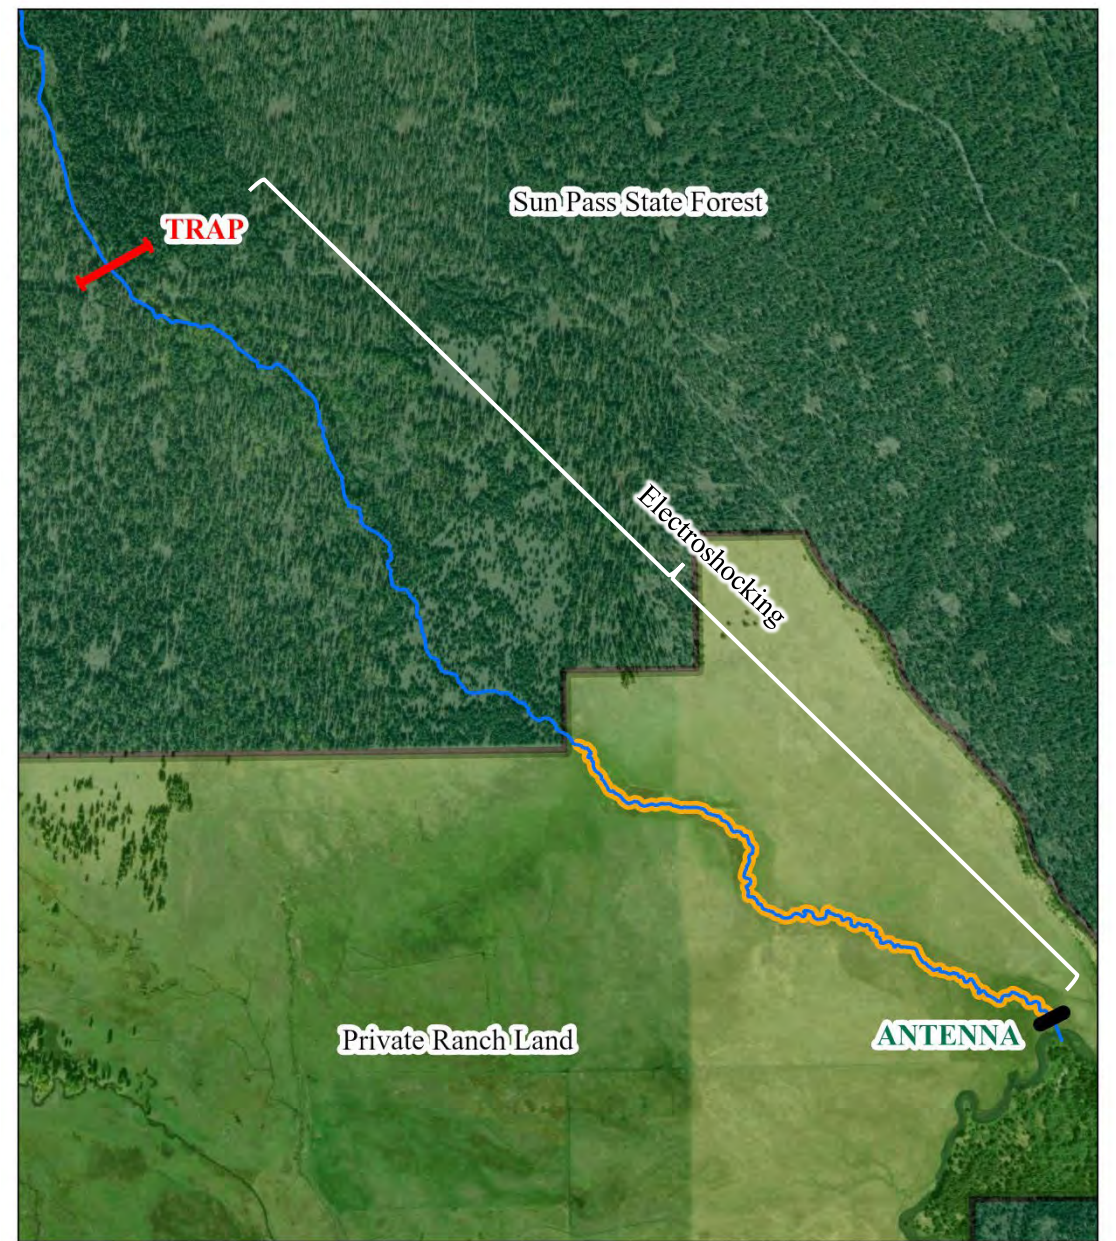 Sun Pass State Forest
TRAP
Electroshocking
Private Ranch Land
ANTENNA